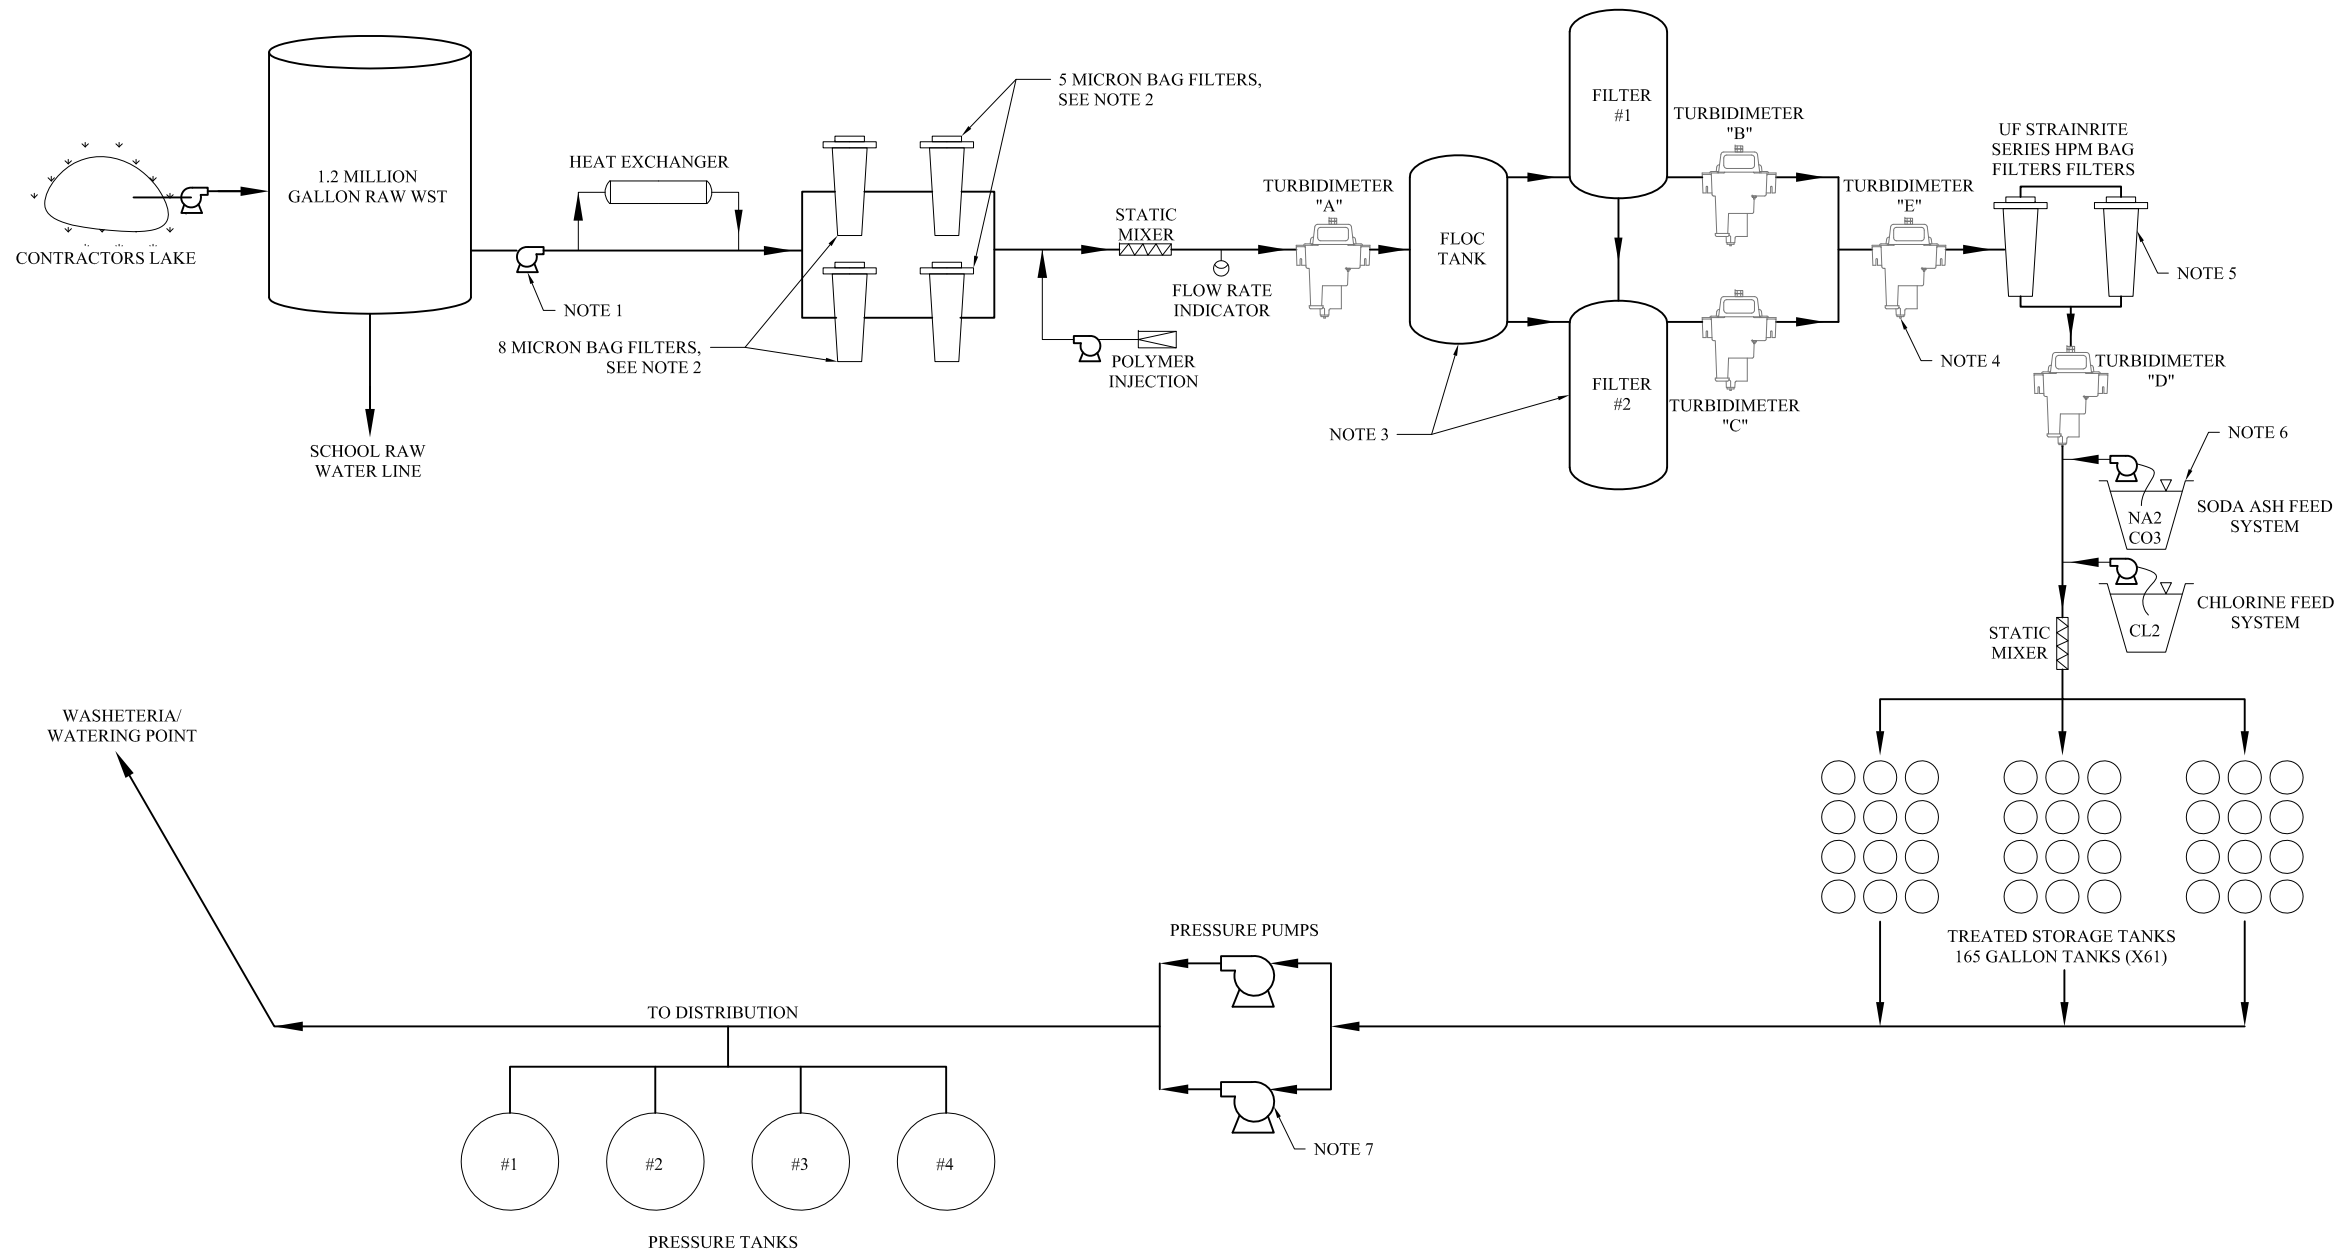 CONTRACTORS LAKE
1.2 MILLION
GALLON RAW WST
SCHOOL RAW
WATER LINE
NOTE 1
HEAT EXCHANGER
5 MICRON BAG FILTERS,
SEE NOTE 2
8 MICRON BAG FILTERS,
SEE NOTE 2
STATIC
MIXER
POLYMER
INJECTION
FLOW RATE
INDICATOR
TURBIDIMETER
"A"
FLOC
TANK
NOTE 3
FILTER
#1
FILTER
#2
TURBIDIMETER
"B"
TURBIDIMETER
"C"
TURBIDIMETER
"E"
NOTE 4
UF STRAINRITE
SERIES HPM BAG
FILTERS FILTERS
NOTE 5
TURBIDIMETER
"D"
NOTE 6
NA2
CO3
SODA ASH FEED
SYSTEM
CL2
CHLORINE FEED
SYSTEM
STATIC
MIXER
TREATED STORAGE TANKS
165 GALLON TANKS (X61)
PRESSURE PUMPS
NOTE 7
TO DISTRIBUTION
#1
#2
#3
#4
PRESSURE TANKS
WASHETERIA/
WATERING POINT